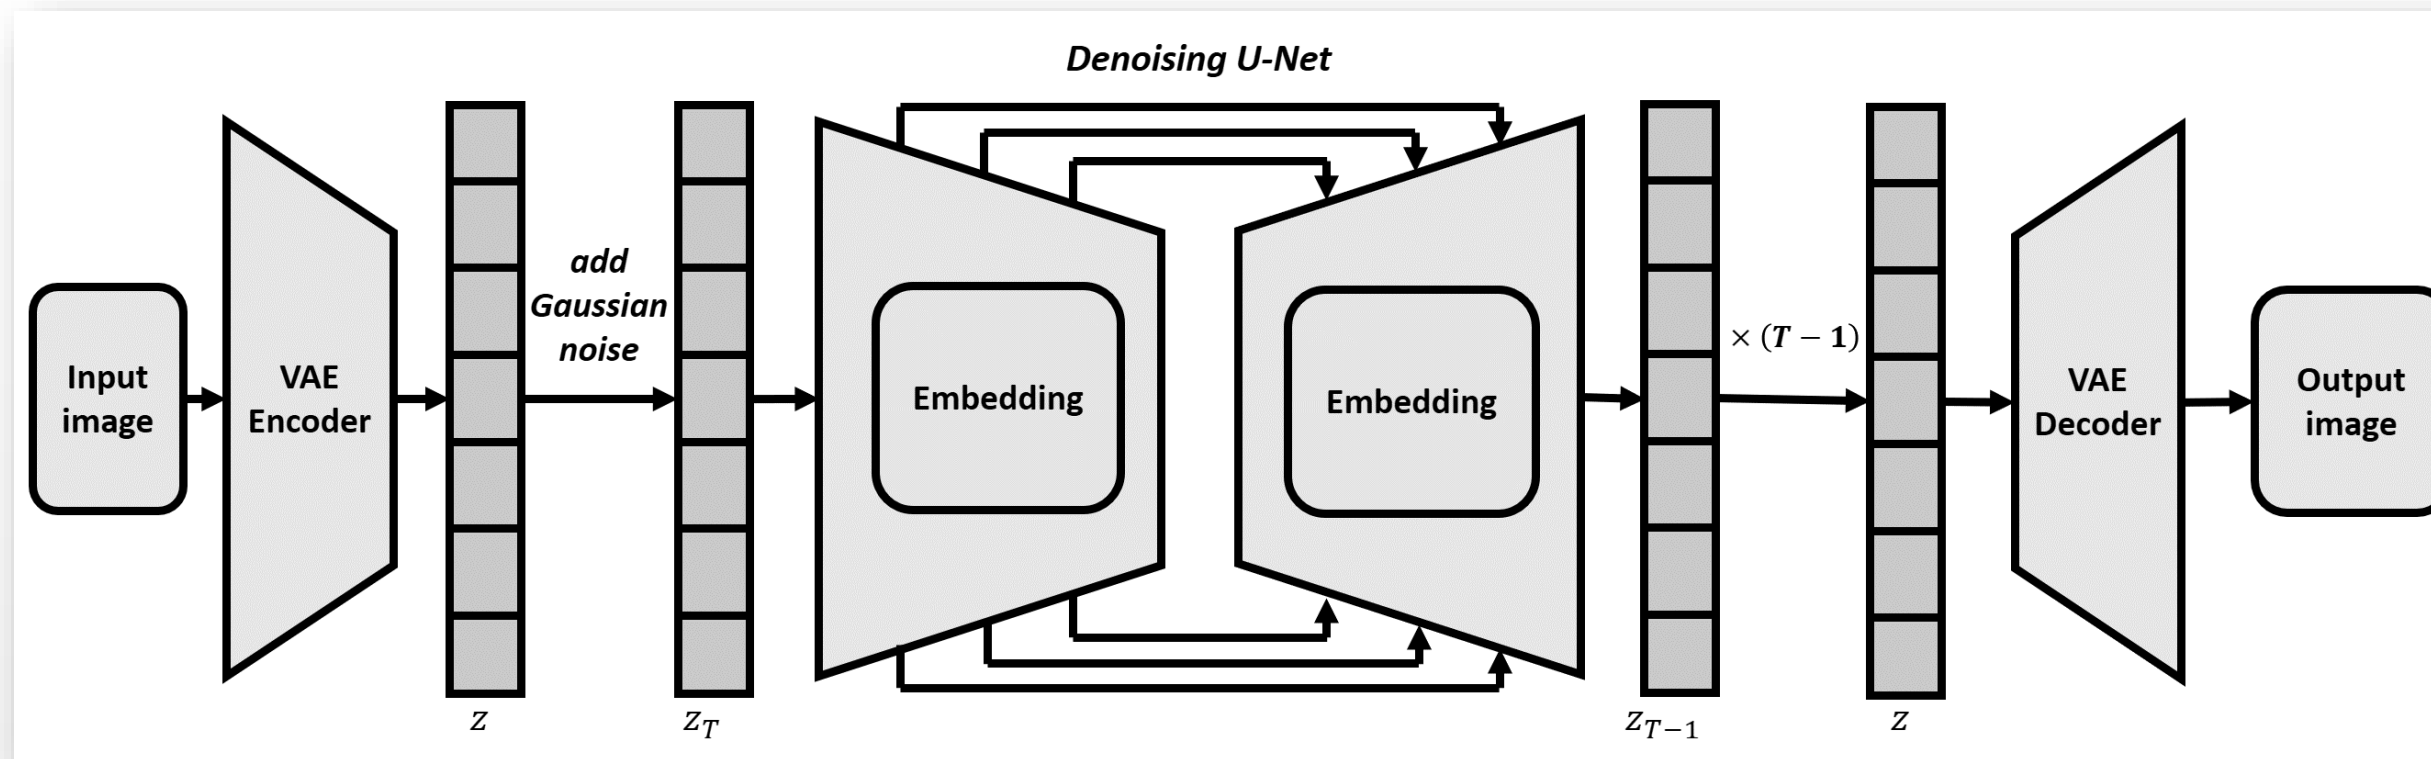 Denoising U-Net
Input
image
VAE
Encoder
z
add
Gaussian
noise
z_T
Embedding
Embedding
z_{T−1}
× (T − 1)
z
VAE
Decoder
Output
image